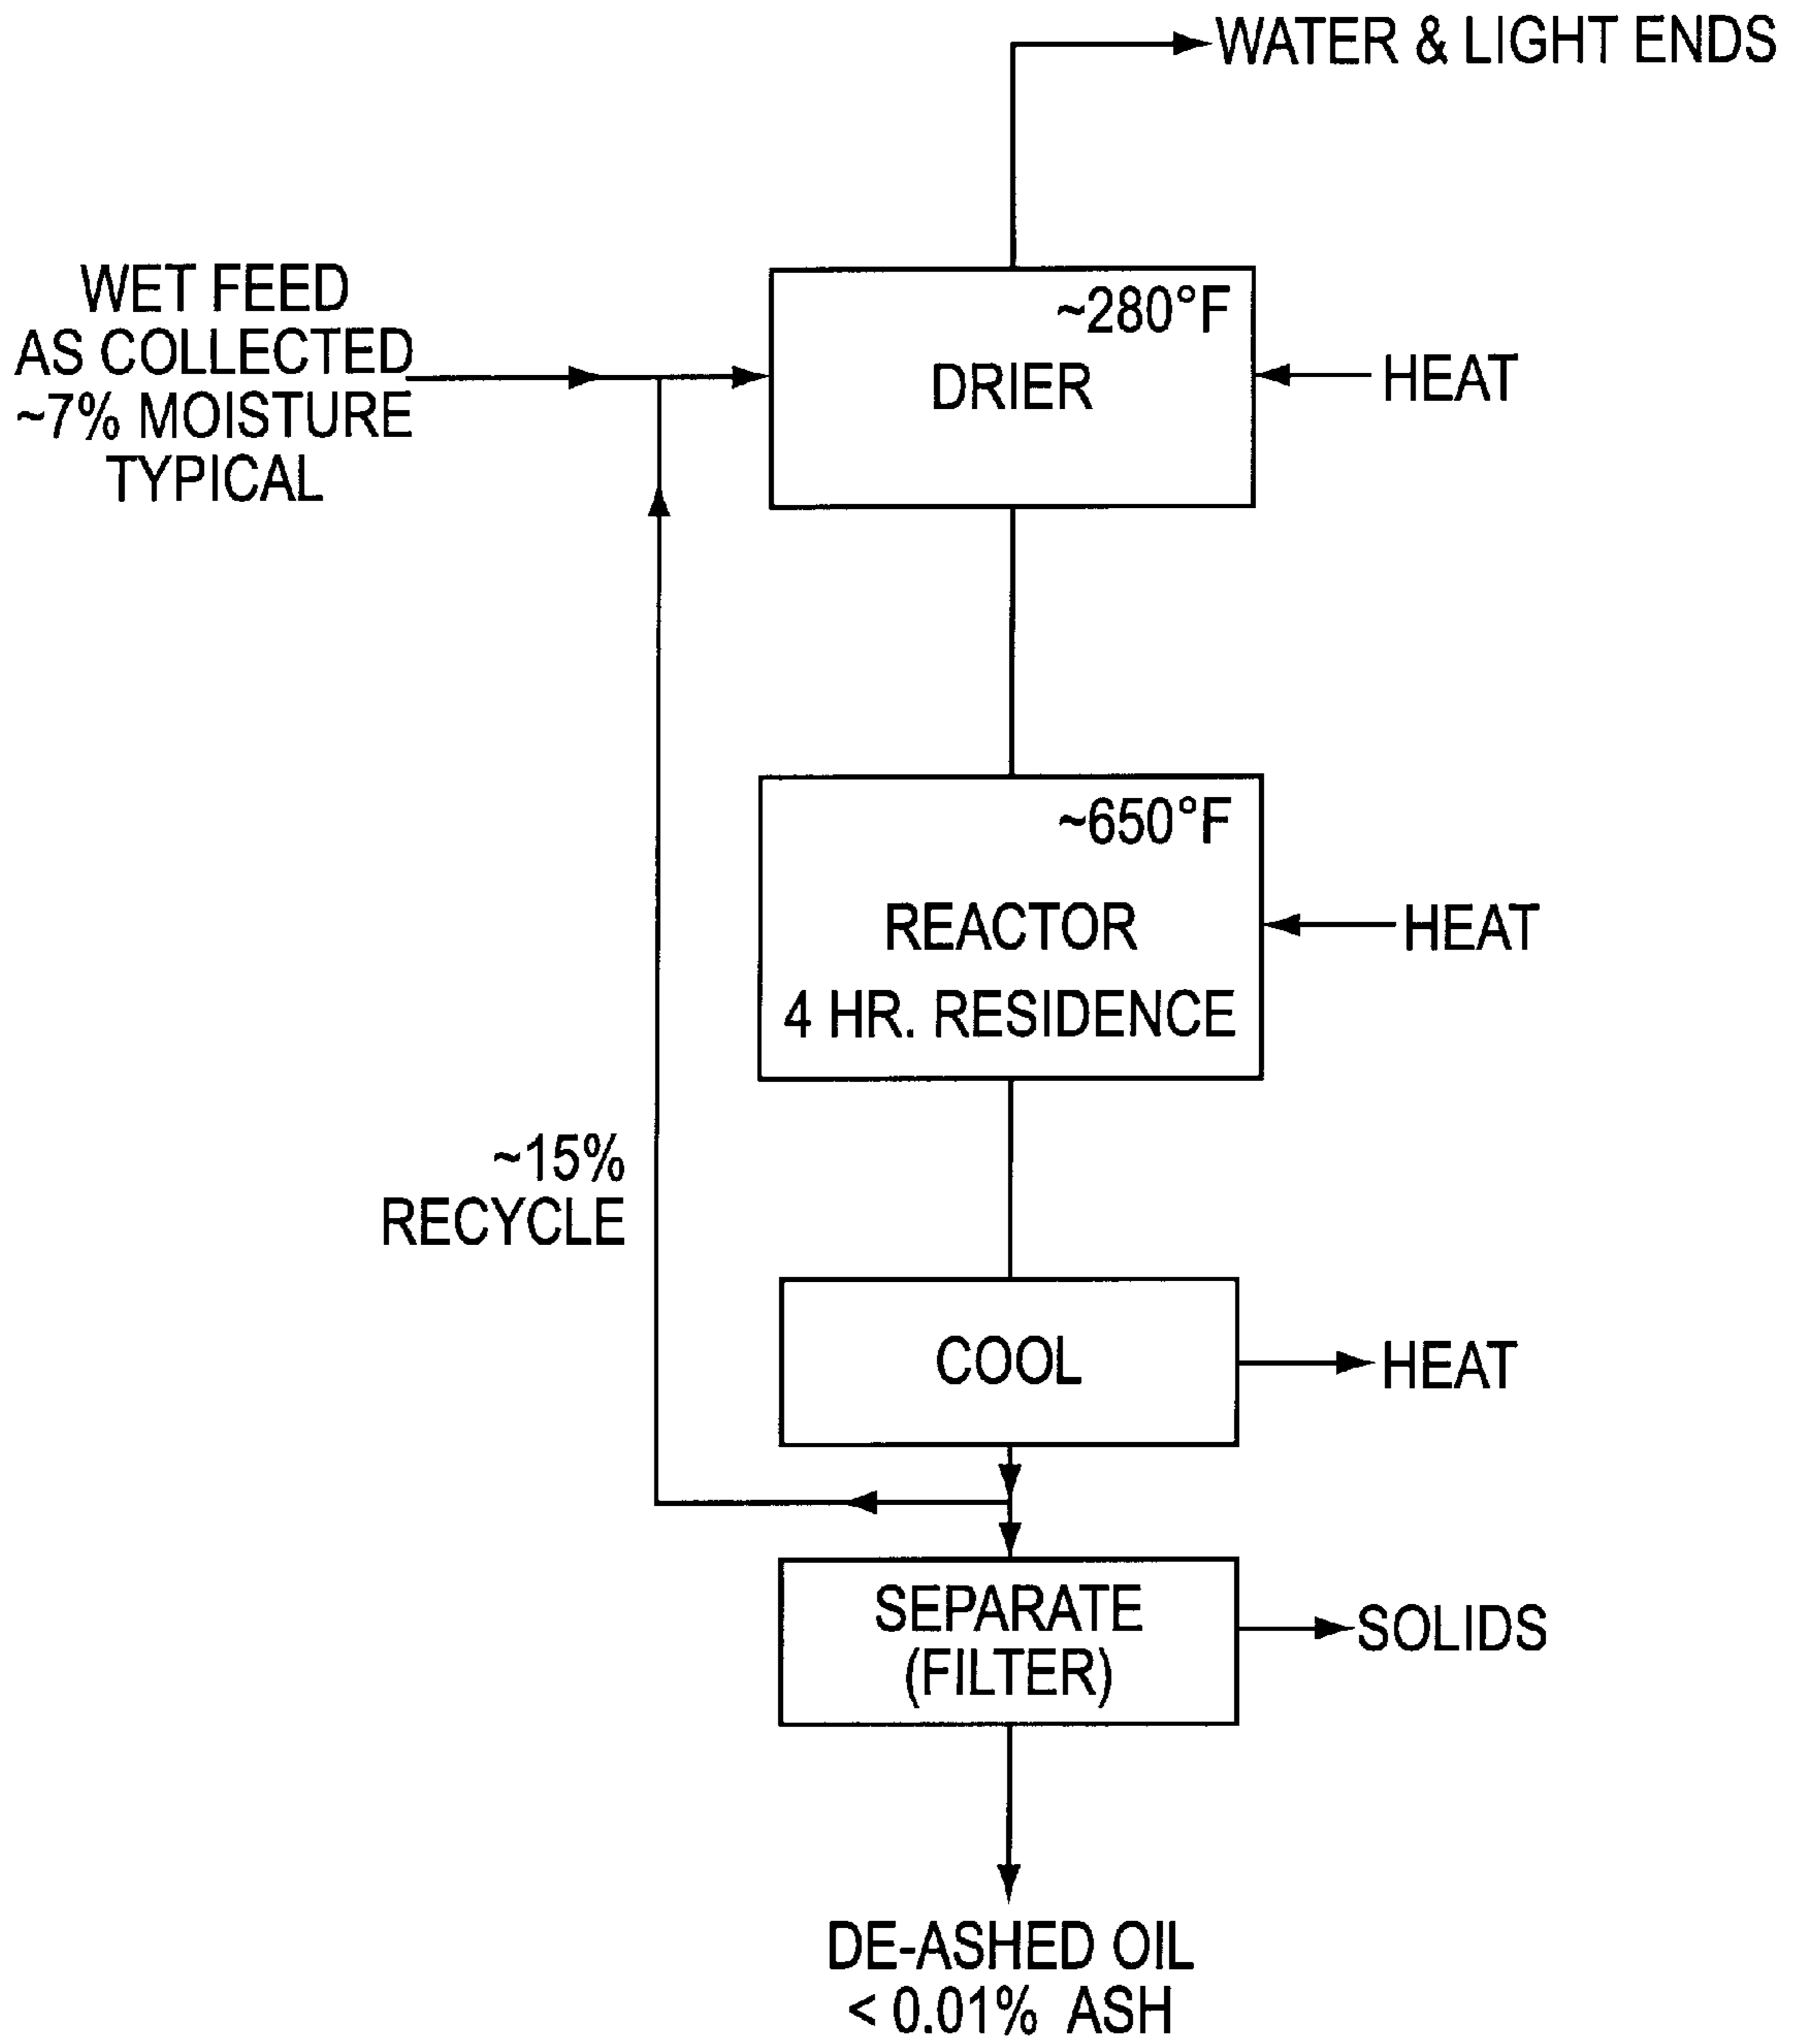 WATER & LIGHT ENDS
WET FEED
AS COLLECTED
~7% MOISTURE
TYPICAL
~280°F
DRIER
HEAT
~650°F
REACTOR
4 HR. RESIDENCE
HEAT
~15%
RECYCLE
COOL
HEAT
SEPARATE
(FILTER)
SOLIDS
DE-ASHED OIL
< 0.01% ASH